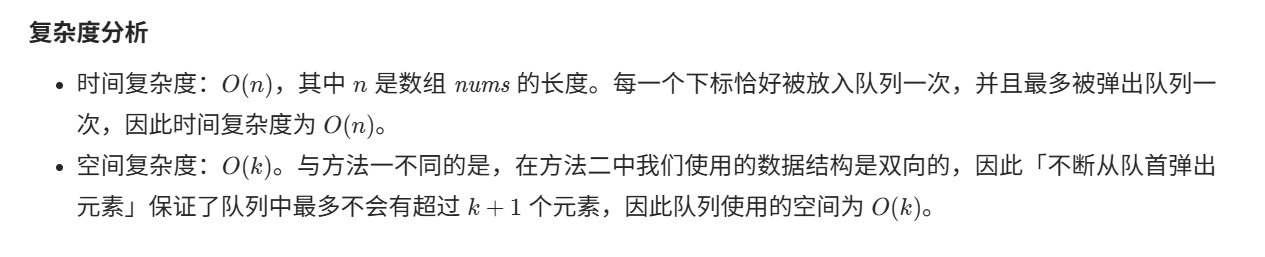 复杂度分析
• 时间复杂度：O(n)，其中 n 是数组 nums 的长度。每一个下标恰好被放入队列一次，并且最多被弹出队列一
次，因此时间复杂度为 O(n)。
• 空间复杂度：O(k)。与方法一不同的是，在方法二中我们使用的数据结构是双向的，因此「不断从队首弹出
元素」保证了队列中最多不会有超过 k + 1 个元素，因此队列使用的空间为 O(k)。